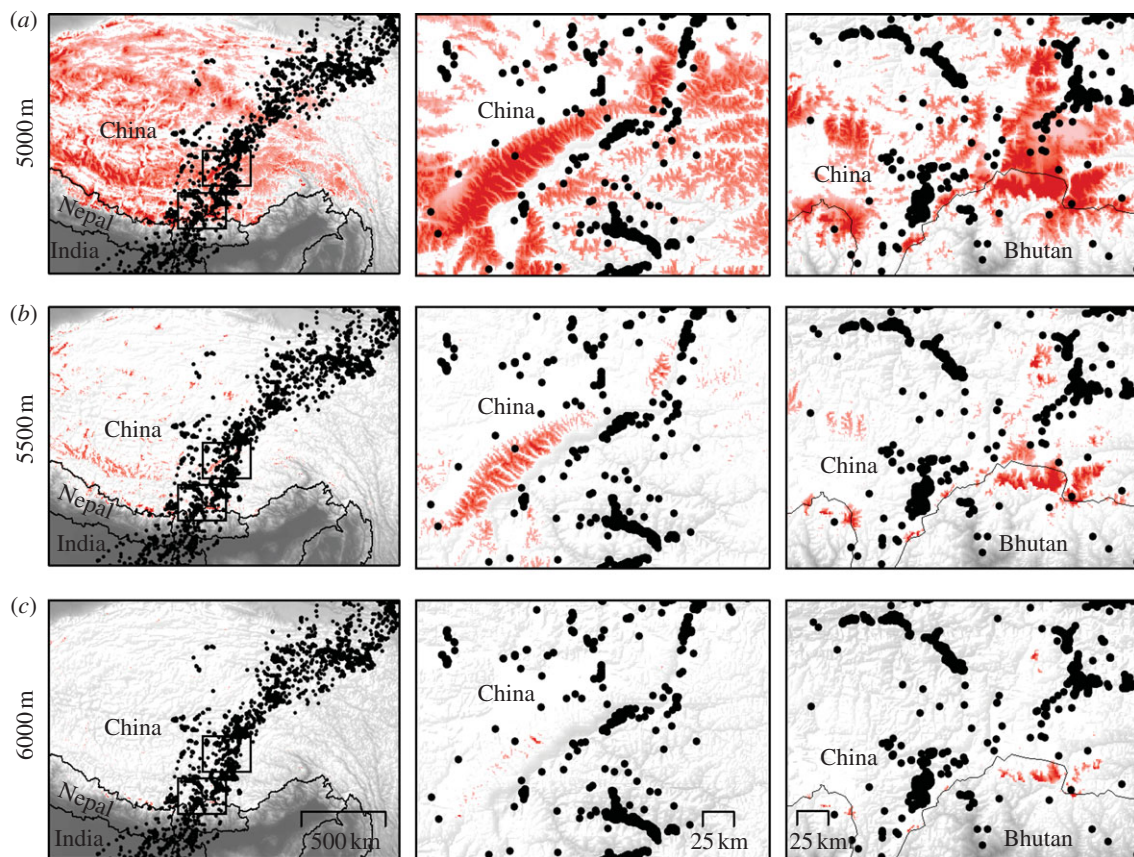 (a)
5000 m
China
Nepal
India
China
China
Bhutan
(b)
5500 m
China
Nepal
India
China
China
Bhutan
(c)
6000 m
China
Nepal
India
500 km
China
25 km
China
25 km
Bhutan